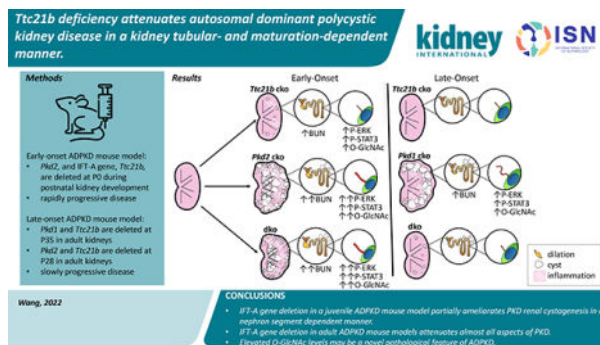 Ttc21b deficiency attenuates autosomal dominant polycystic
kidney disease in a kidney tubular- and maturation-dependent
manner.
kidney
INTERNATIONAL
ISN
Methods
Early-onset ADPKD mouse model:
• Pkd2, and IFT-A gene, Ttc21b,
are deleted at P0 during
postnatal kidney development
• rapidly progressive disease
Late-onset ADPKD mouse model:
• Pkd1 and Ttc21b are deleted at
P35 in adult kidneys
• Pkd2 and Ttc21b are deleted at
P28 in adult kidneys
• slowly progressive disease
Results
Early-Onset
Ttc21b cko
↑BUN
↑P-ERK
↑P-STAT3
↑O-GlcNAc
Pkd2 cko
↑↑BUN
↑↑P-ERK
↑↑P-STAT3
↑↑O-GlcNAc
dko
↑↑BUN
↑↑P-ERK
↑↑P-STAT3
↑↑O-GlcNAc
Late-Onset
Ttc21b cko
Pkd1 cko
↑BUN
↑P-ERK
↑P-STAT3
↑O-GlcNAc
dko
dilation
cyst
inflammation
Wang, 2022
CONCLUSIONS
• IFT-A gene deletion in a juvenile ADPKD mouse model partially ameliorates PKD renal cystogenesis in a
nephron segment dependent manner.
• IFT-A gene deletion in adult ADPKD mouse models attenuates almost all aspects of PKD.
• Elevated O-GlcNAc levels may be a novel pathological feature of ADPKD.